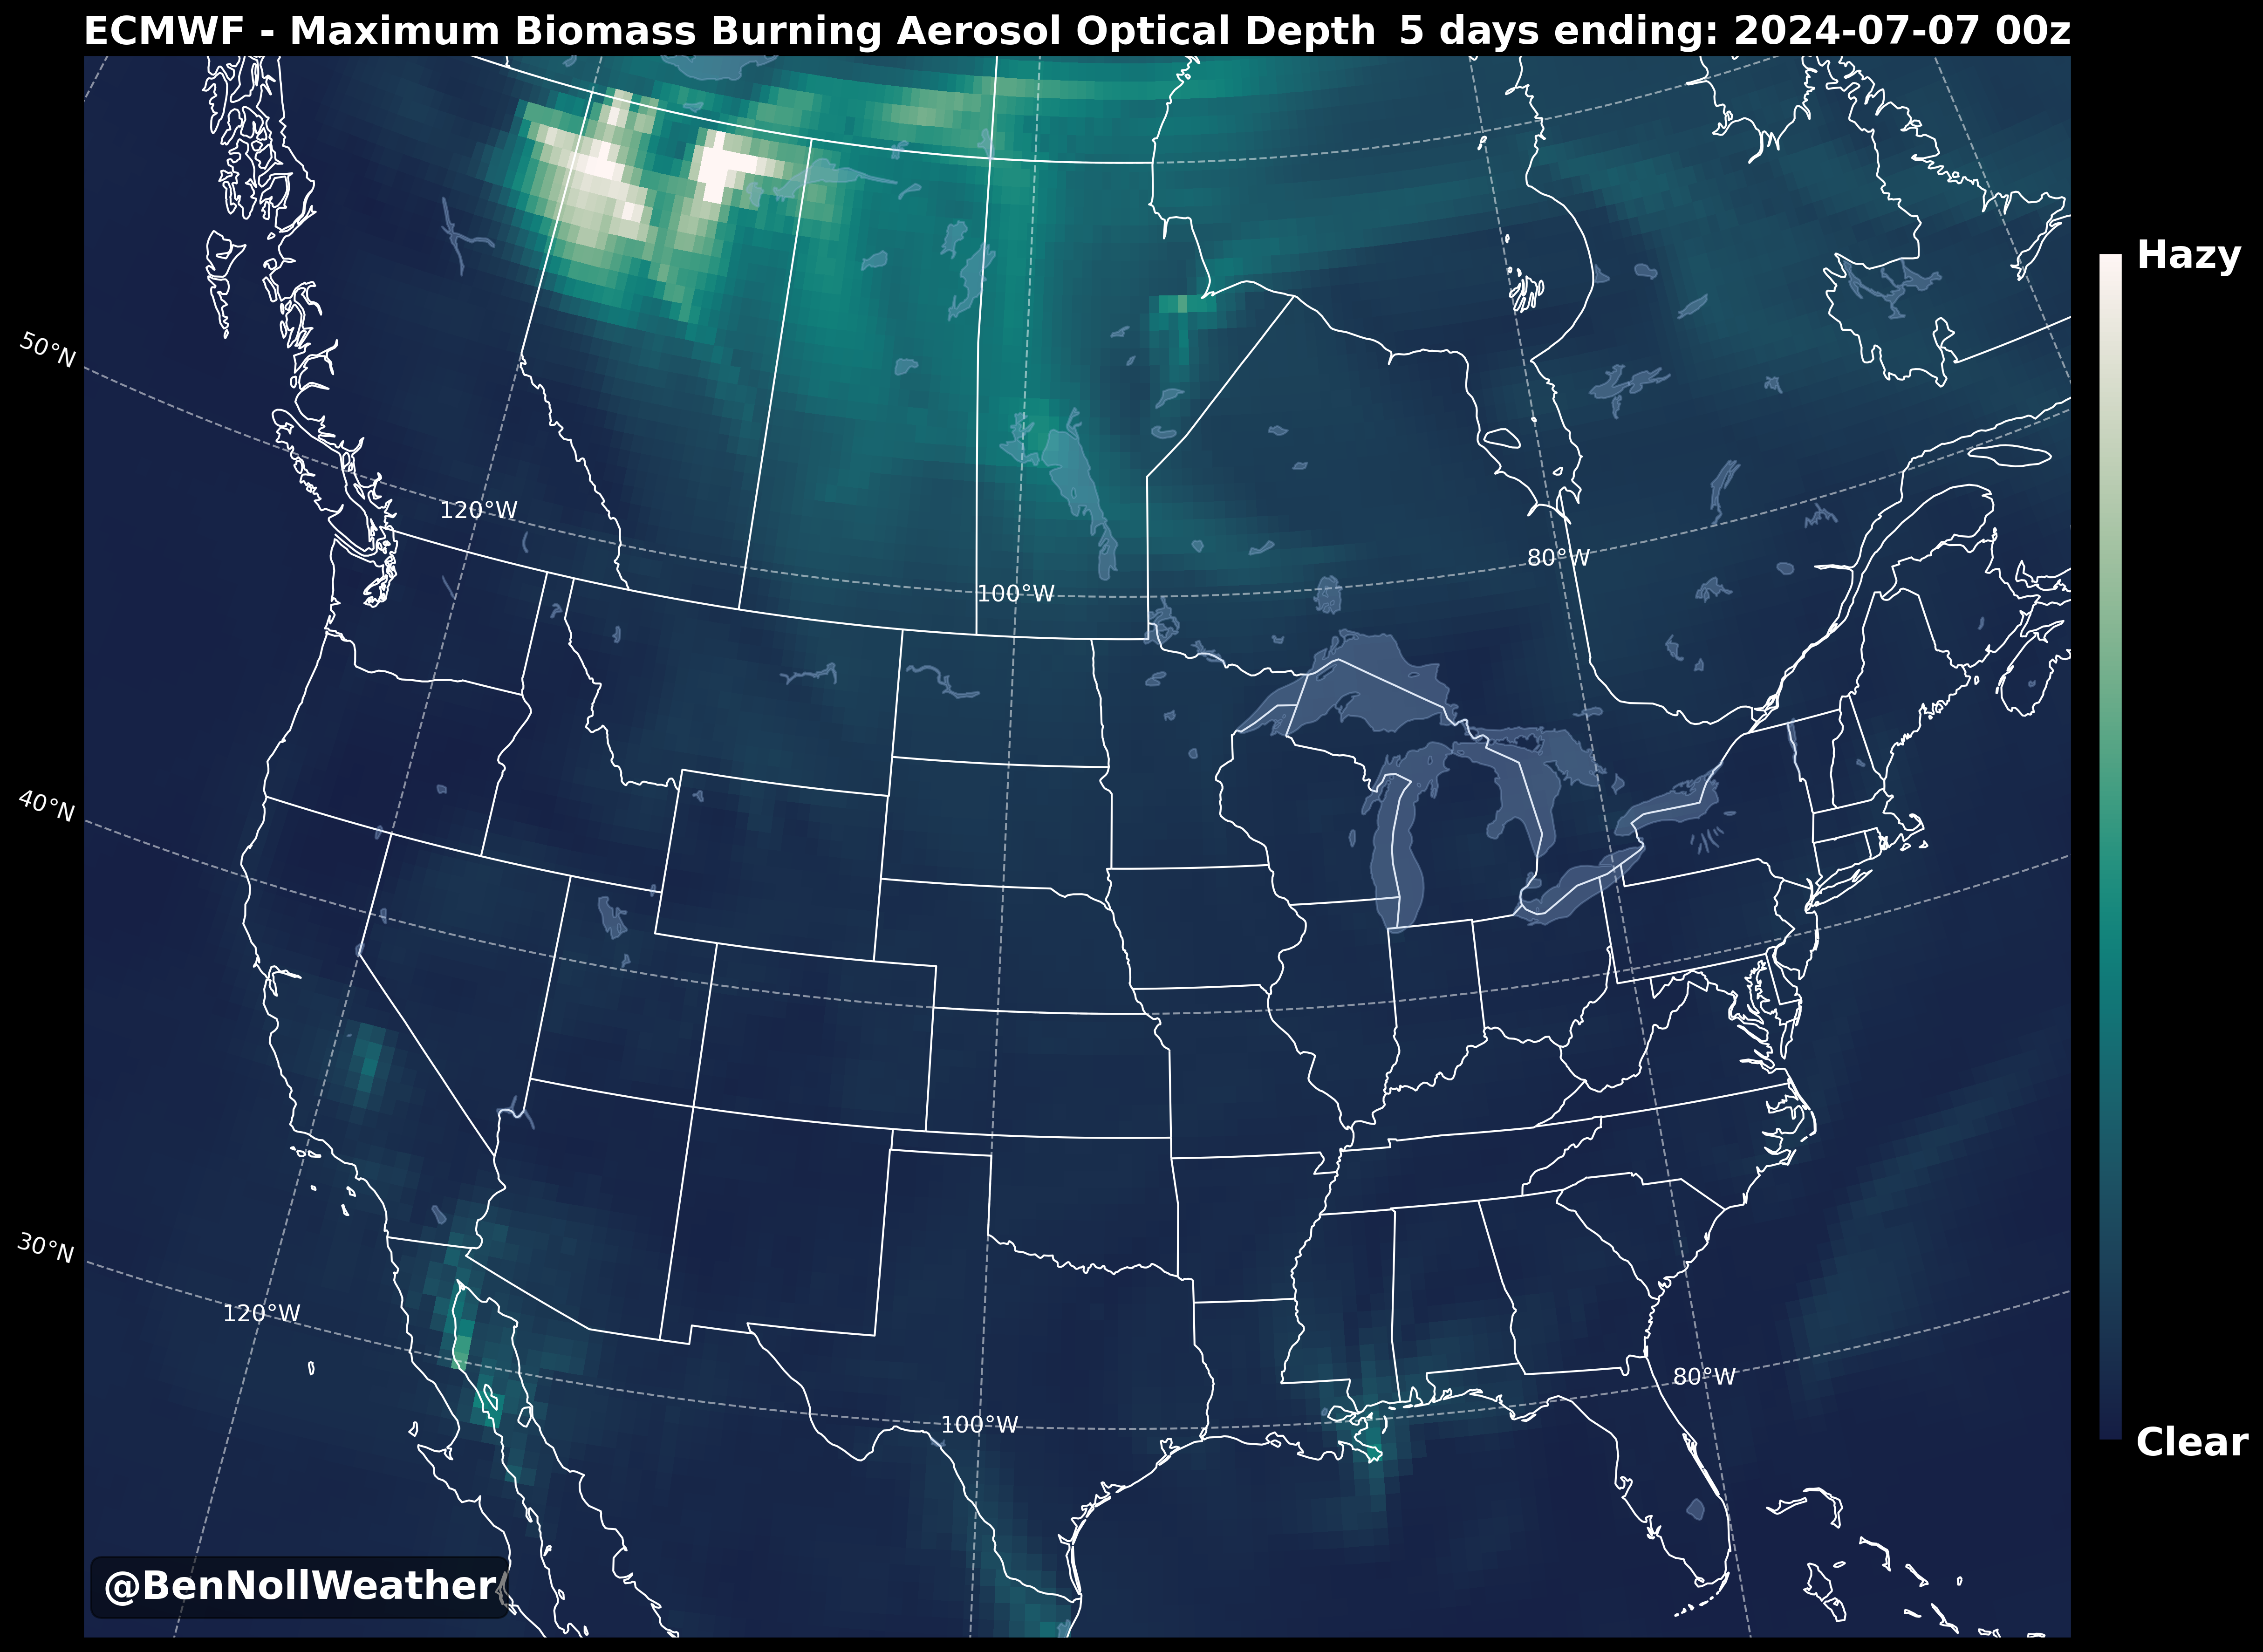 ECMWF - Maximum Biomass Burning Aerosol Optical Depth 5 days ending: 2024-07-07 00z
Hazy
50°N
120°W
80°W
100°W
40°N
30°N
120°W
80°W
100°W
Clear
@BenNollWeather